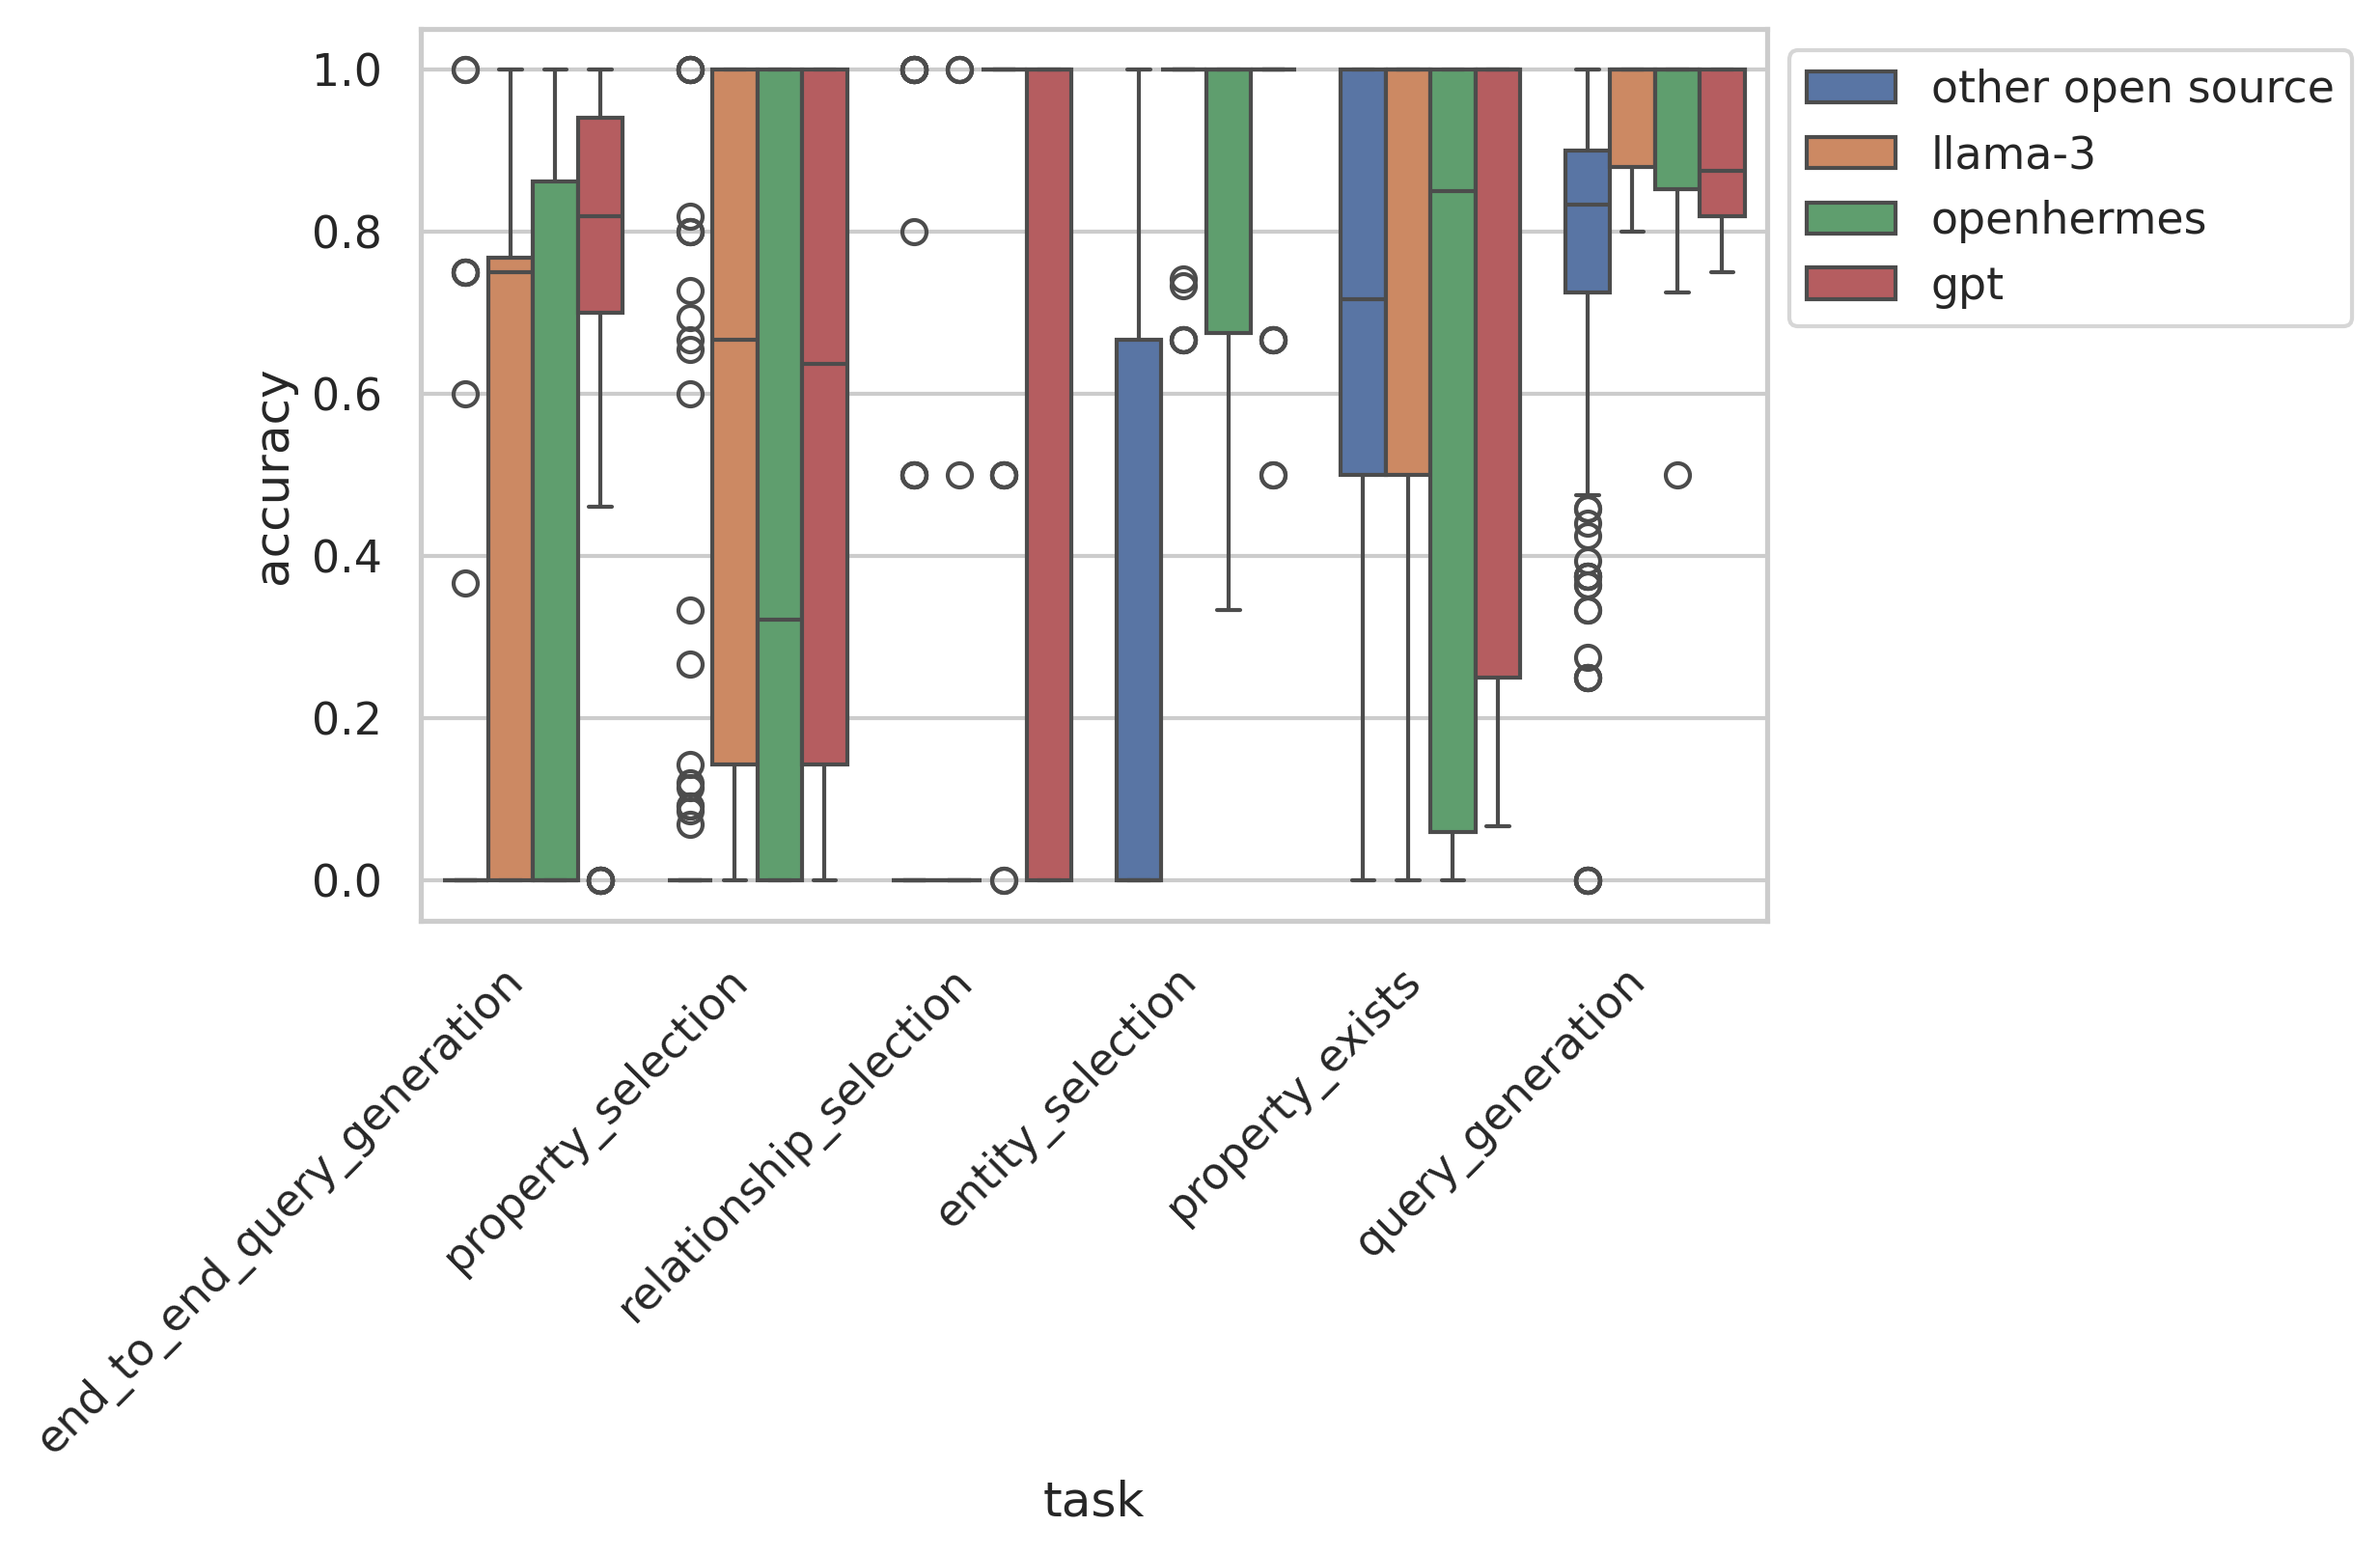 1.0
0.8
0.6
0.4
0.2
0.0
accuracy
other open source
llama-3
openhermes
gpt
end_to_end_query_generation
property_selection
relationship_selection
entity_selection
property_exists
query_generation
task